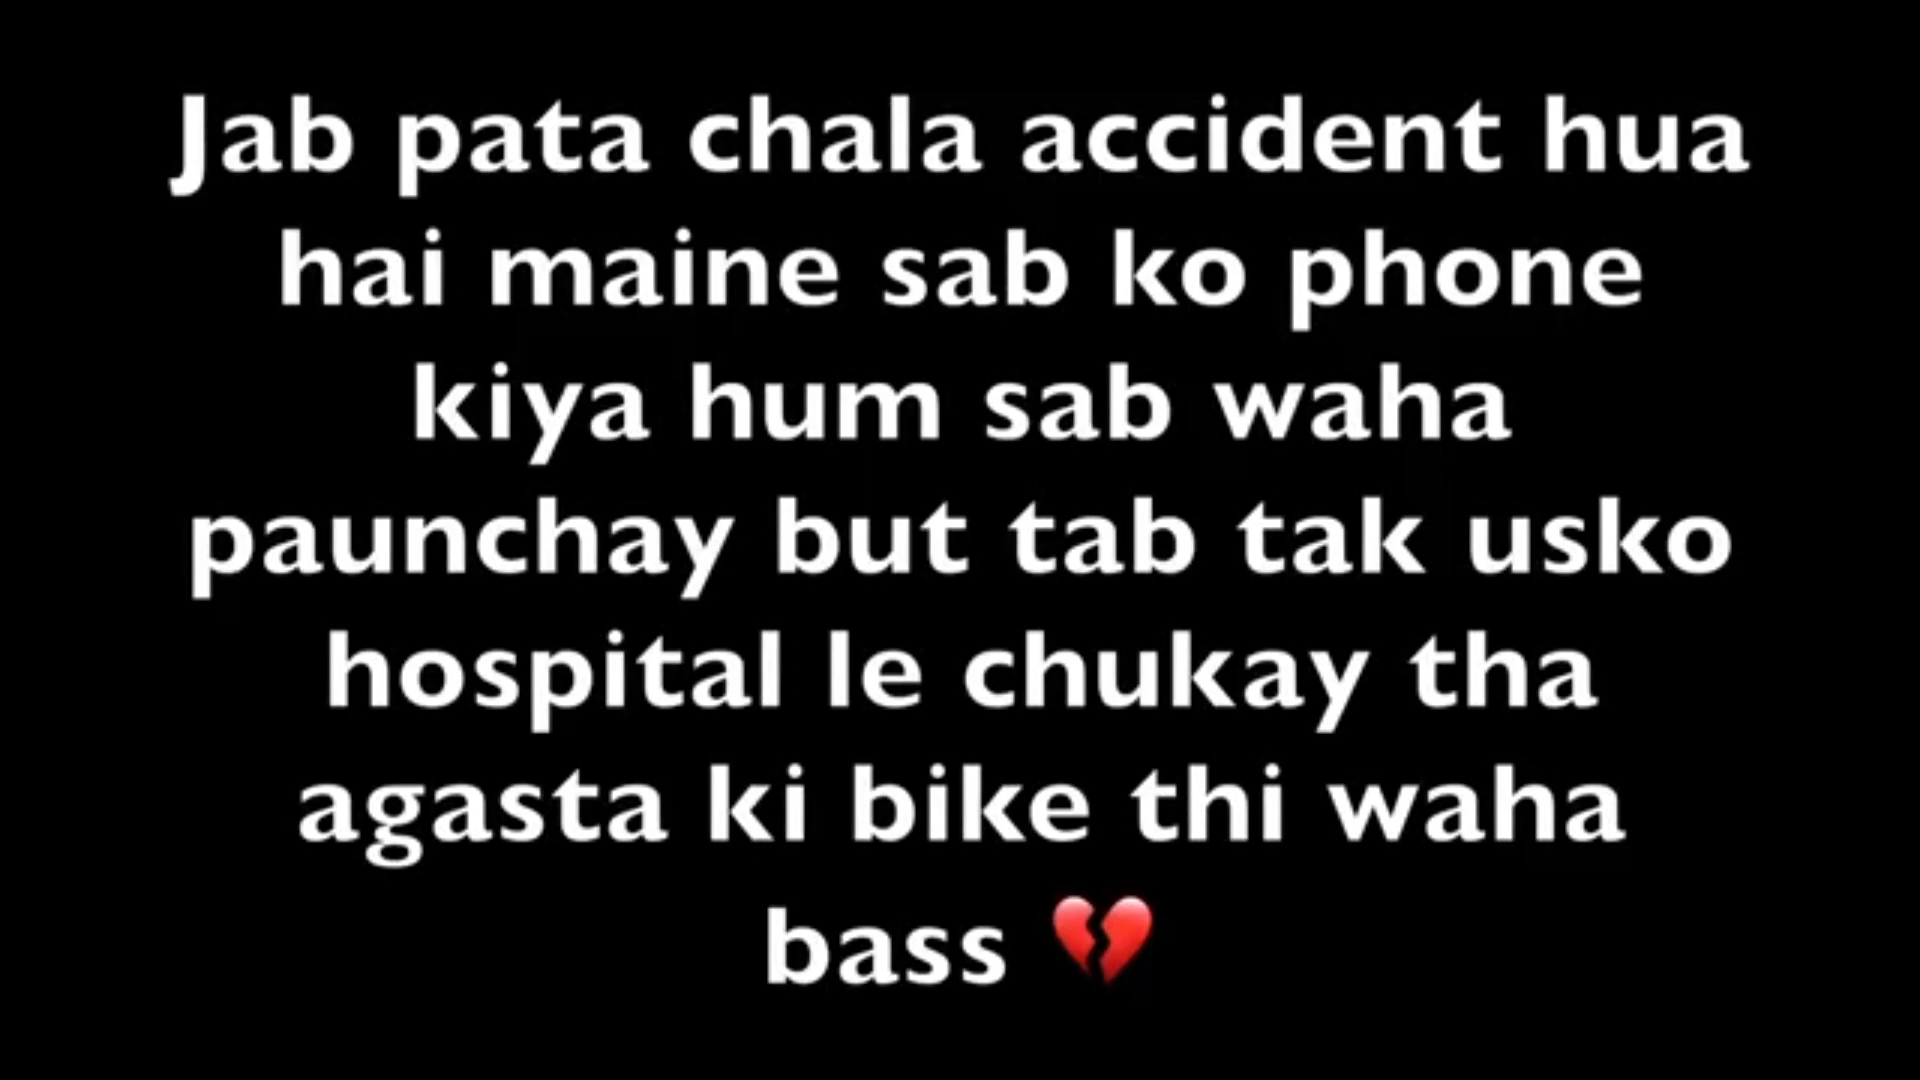 Jab pata chala accident hua
hai maine sab ko phone
kiya hum sab waha
paunchay but tab tak usko
hospital le chukay tha
agasta ki bike thi waha
bass 💔